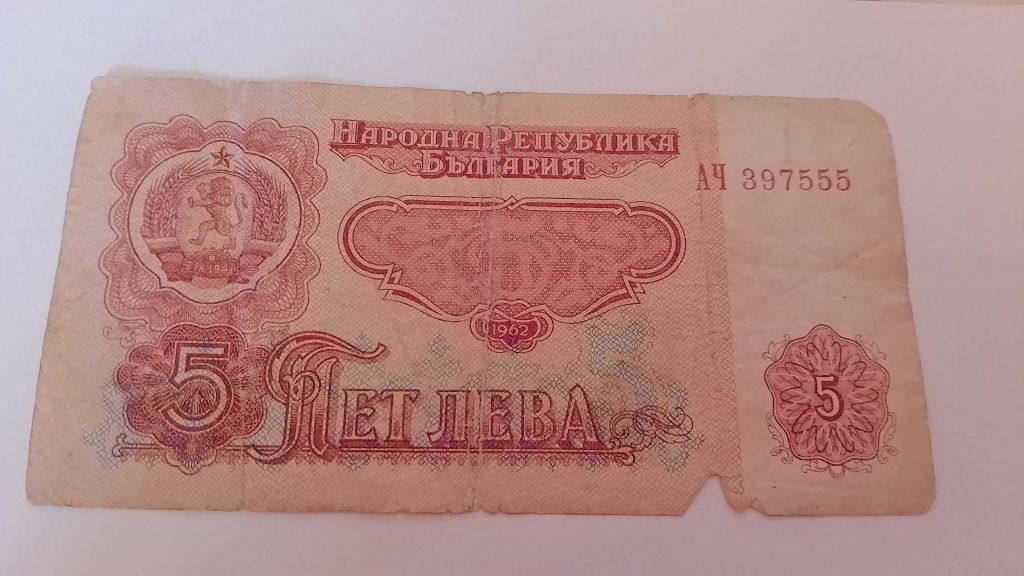 НАРОДНА РЕПУБЛИКА
БЪЛГАРИЯ
АЧ 397555
1962
5 ПЕТ ЛЕВА
5